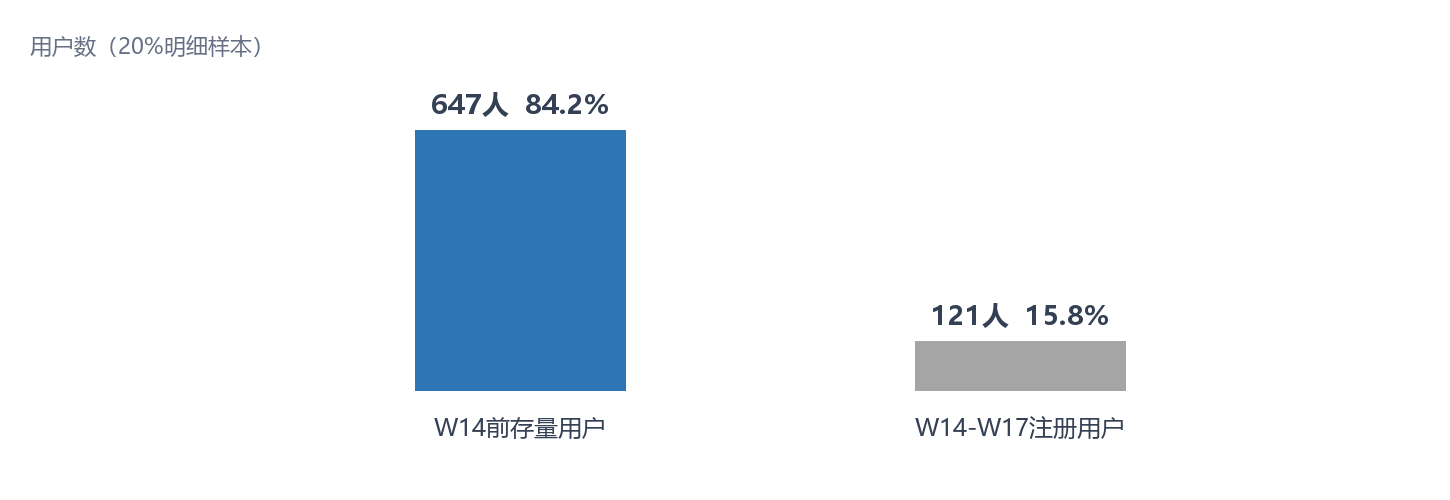 用户数（20%明细样本）
647人 84.2%
121人 15.8%
W14前存量用户
W14-W17注册用户